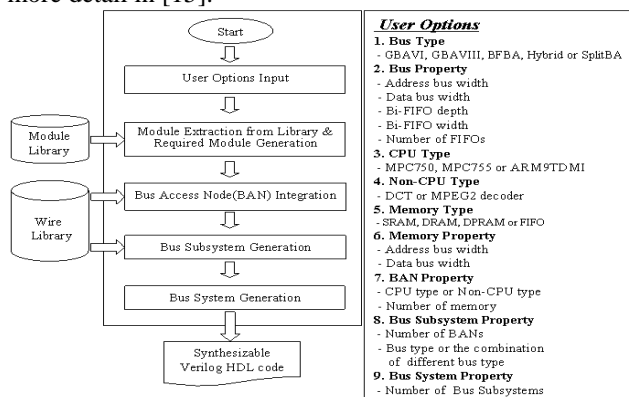 more detail in [15].
Start
User Options Input
Module
Library
Module Extraction from Library &
Required Module Generation
Wire
Library
Bus Access Node(BAN) Integration
Bus Subsystem Generation
Bus System Generation
Synthesizable
Verilog HDL code
User Options
1. Bus Type
- GBAVI, GBAVIII, BFBA, Hybrid or SplitBA
2. Bus Property
- Address bus width
- Data bus width
- Bi-FIFO depth
- Bi-FIFO width
- Number of FIFOs
3. CPU Type
- MPC750, MPC755 or ARM9TDMI
4. Non-CPU Type
- DCT or MPEG2 decoder
5. Memory Type
- SRAM, DRAM, DPRAM or FIFO
6. Memory Property
- Address bus width
- Data bus width
7. BAN Property
- CPU type or Non-CPU type
- Number of memory
8. Bus Subsystem Property
- Number of BANs
- Bus type or the combination
of different bus type
9. Bus System Property
- Number of Bus Subsystems